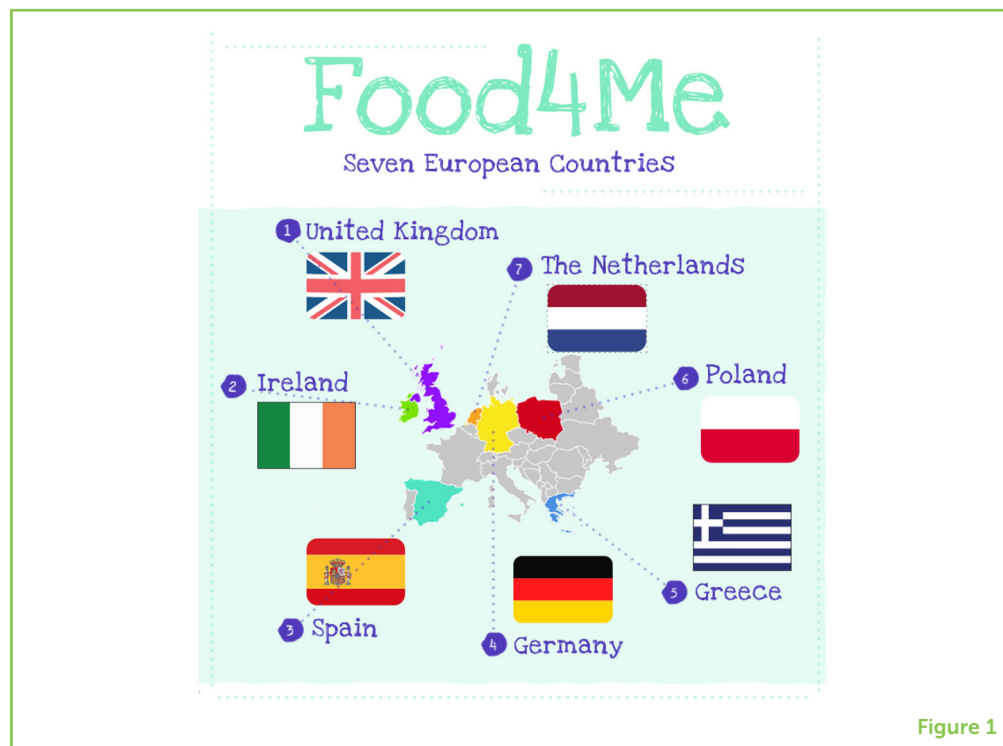 Food4Me
Seven European Countries
1 United Kingdom
7 The Netherlands
2 Ireland
6 Poland
5 Greece
3 Spain
4 Germany
Figure 1